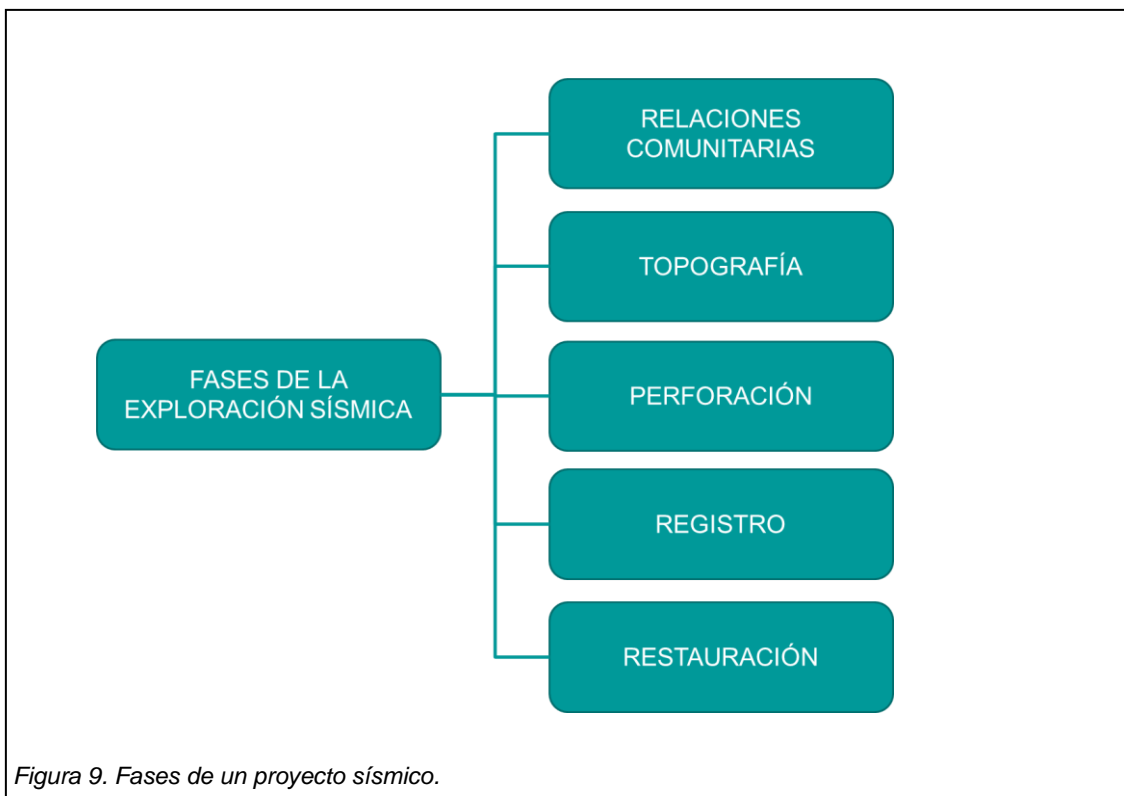 RELACIONES
COMUNITARIAS
TOPOGRAFÍA
FASES DE LA
EXPLORACIÓN SÍSMICA
PERFORACIÓN
REGISTRO
RESTAURACIÓN
Figura 9. Fases de un proyecto sísmico.